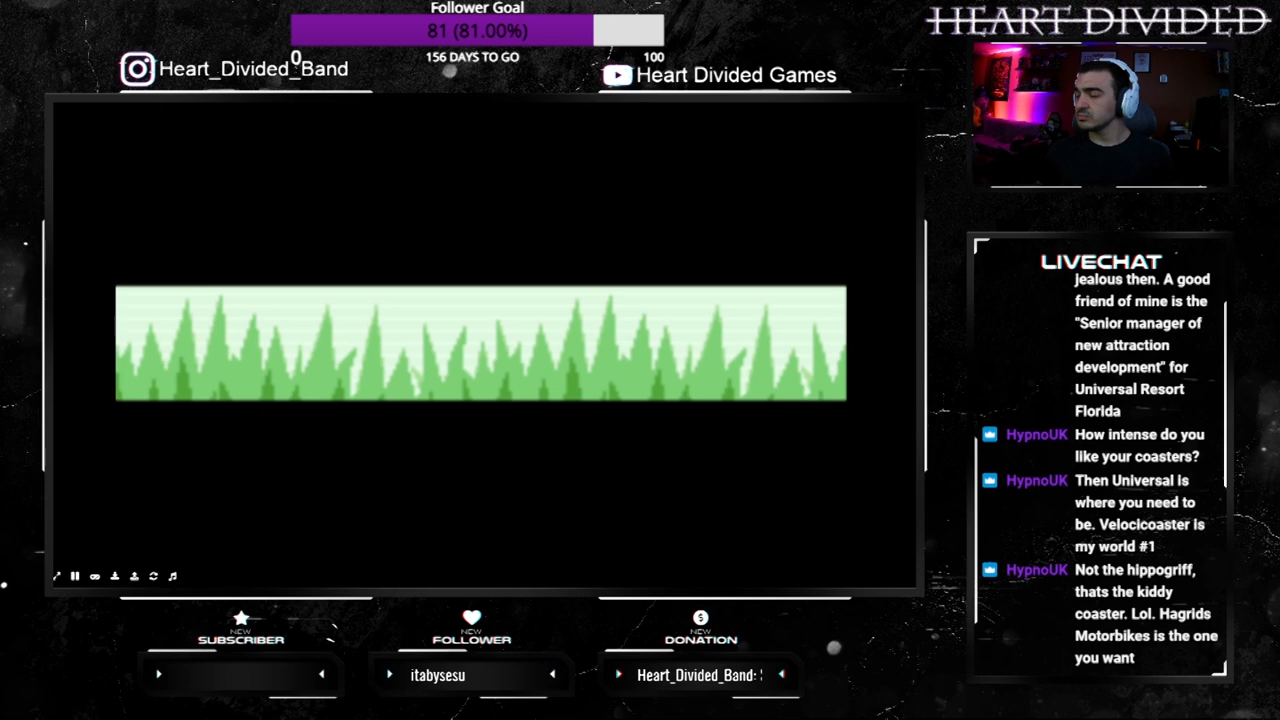 Follower Goal
81 (81.00%)
0
156 DAYS TO GO
100
HEART DIVIDED
Heart_Divided_Band
Heart Divided Games
LIVECHAT
jealous then. A good
friend of mine is the
"Senior manager of
new attraction
development" for
Universal Resort
Florida
HypnoUK How intense do you
like your coasters?
HypnoUK Then Universal is
where you need to
be. Velocicoaster is
my world #1
HypnoUK Not the hippogriff,
thats the kiddy
coaster. Lol. Hagrids
Motorbikes is the one
you want
NEW
SUBSCRIBER
NEW
FOLLOWER
NEW
DONATION
itabysesu
Heart_Divided_Band: